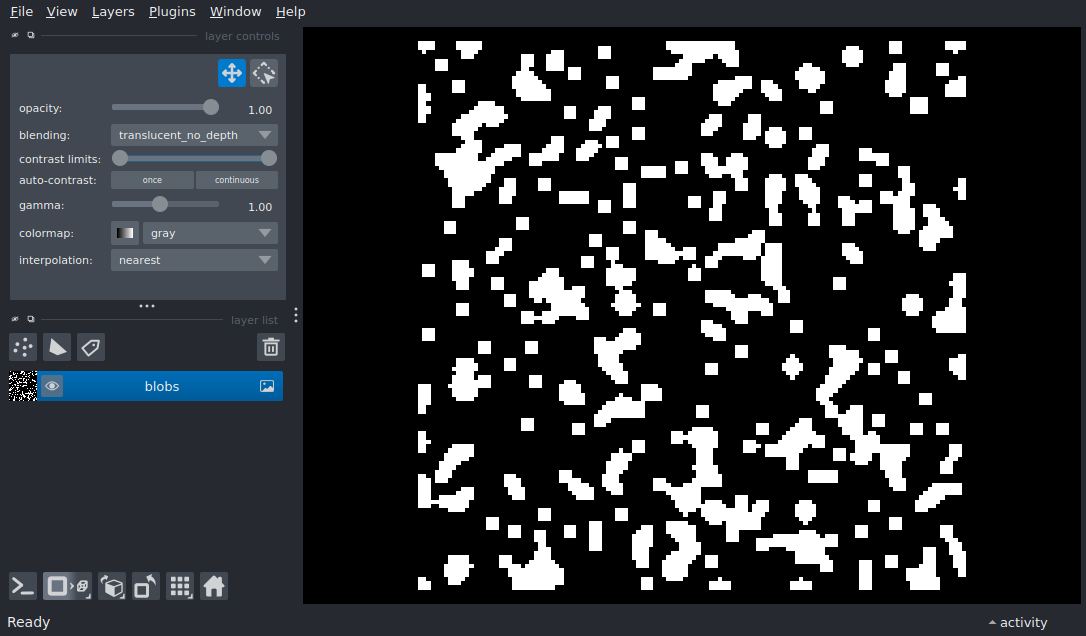 File View Layers Plugins Window Help
layer controls
opacity: 1.00
blending: translucent_no_depth
contrast limits:
auto-contrast: once continuous
gamma: 1.00
colormap: gray
interpolation: nearest
layer list
blobs
Ready activity